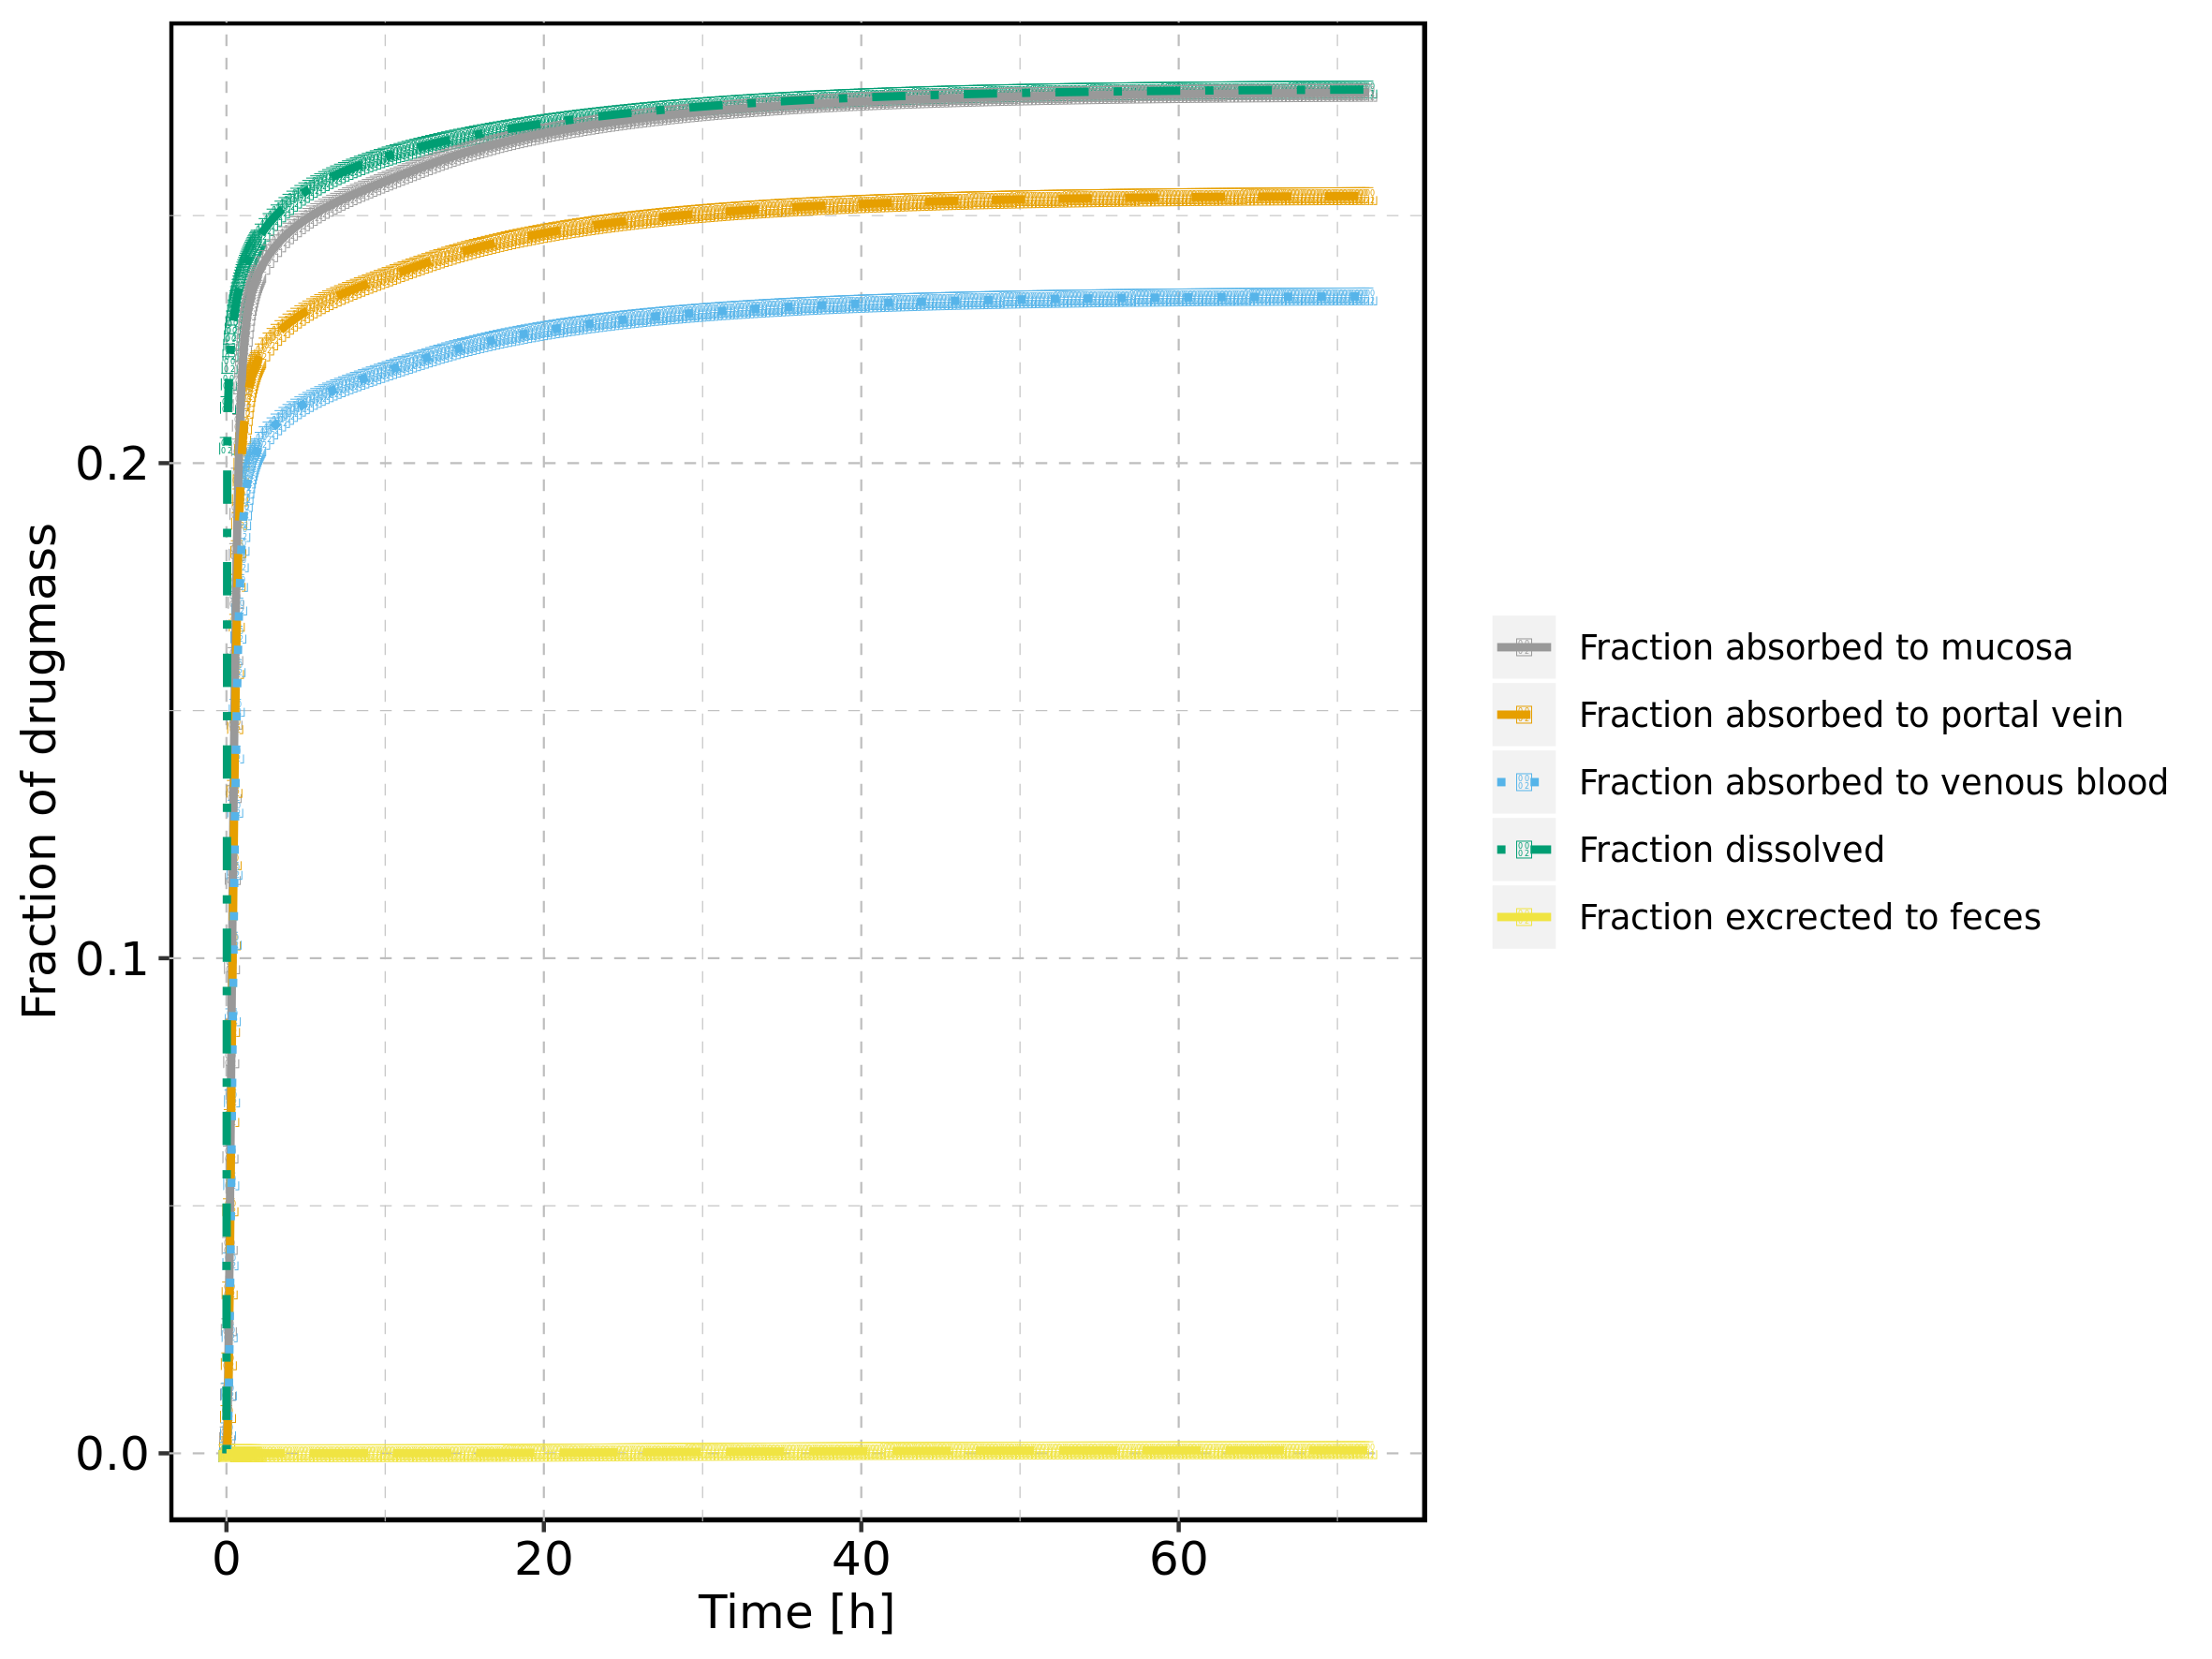 Fraction of drugmass
0.2
0.1
0.0
0 20 40 60
Time [h]
Fraction absorbed to mucosa
Fraction absorbed to portal vein
Fraction absorbed to venous blood
Fraction dissolved
Fraction excrected to feces